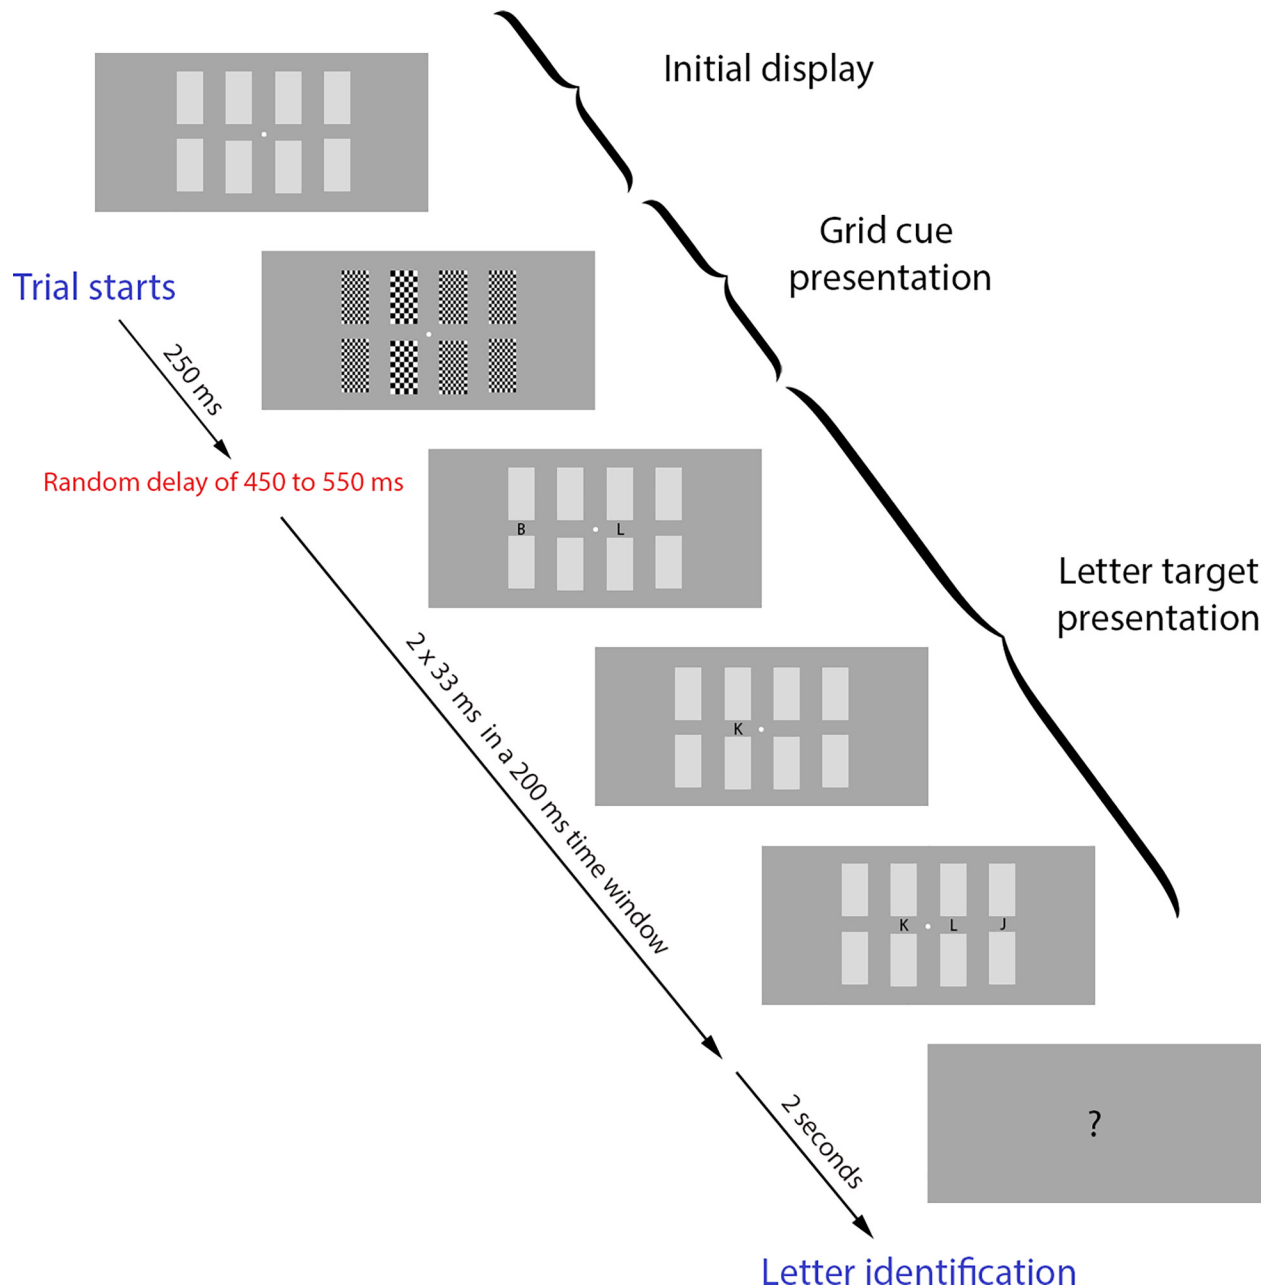 Initial display
Grid cue
presentation
Trial starts
250 ms
Random delay of 450 to 550 ms
B L
Letter target
presentation
2 x 33 ms in a 200 ms time window
K
K L J
?
2 seconds
Letter identification